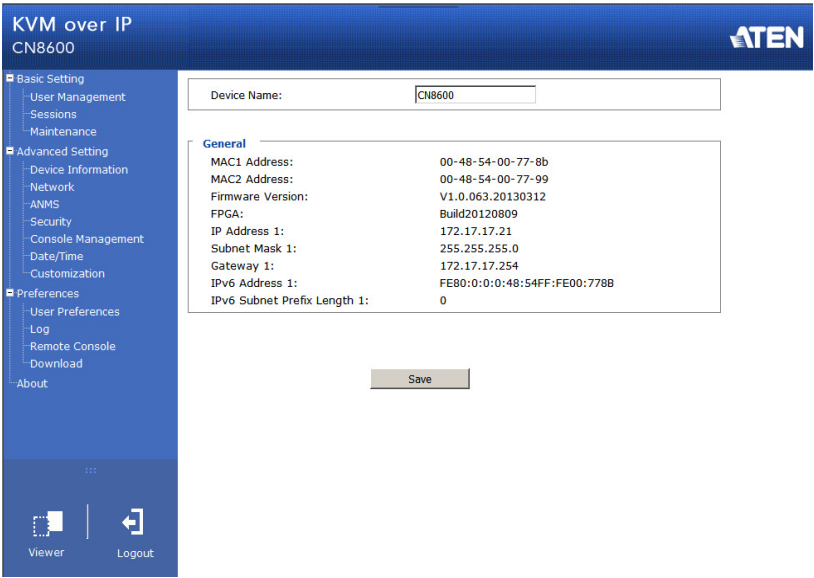 KVM over IP
CN8600
ATEN
Basic Setting
User Management
Sessions
Maintenance
Advanced Setting
Device Information
Network
ANMS
Security
Console Management
Date/Time
Customization
Preferences
User Preferences
Log
Remote Console
Download
About
Viewer
Logout
Device Name: CN8600
General
MAC1 Address: 00-48-54-00-77-8b
MAC2 Address: 00-48-54-00-77-99
Firmware Version: V1.0.063.20130312
FPGA: Build20120809
IP Address 1: 172.17.17.21
Subnet Mask 1: 255.255.255.0
Gateway 1: 172.17.17.254
IPv6 Address 1: FE80:0:0:0:48:54FF:FE00:778B
IPv6 Subnet Prefix Length 1: 0
Save